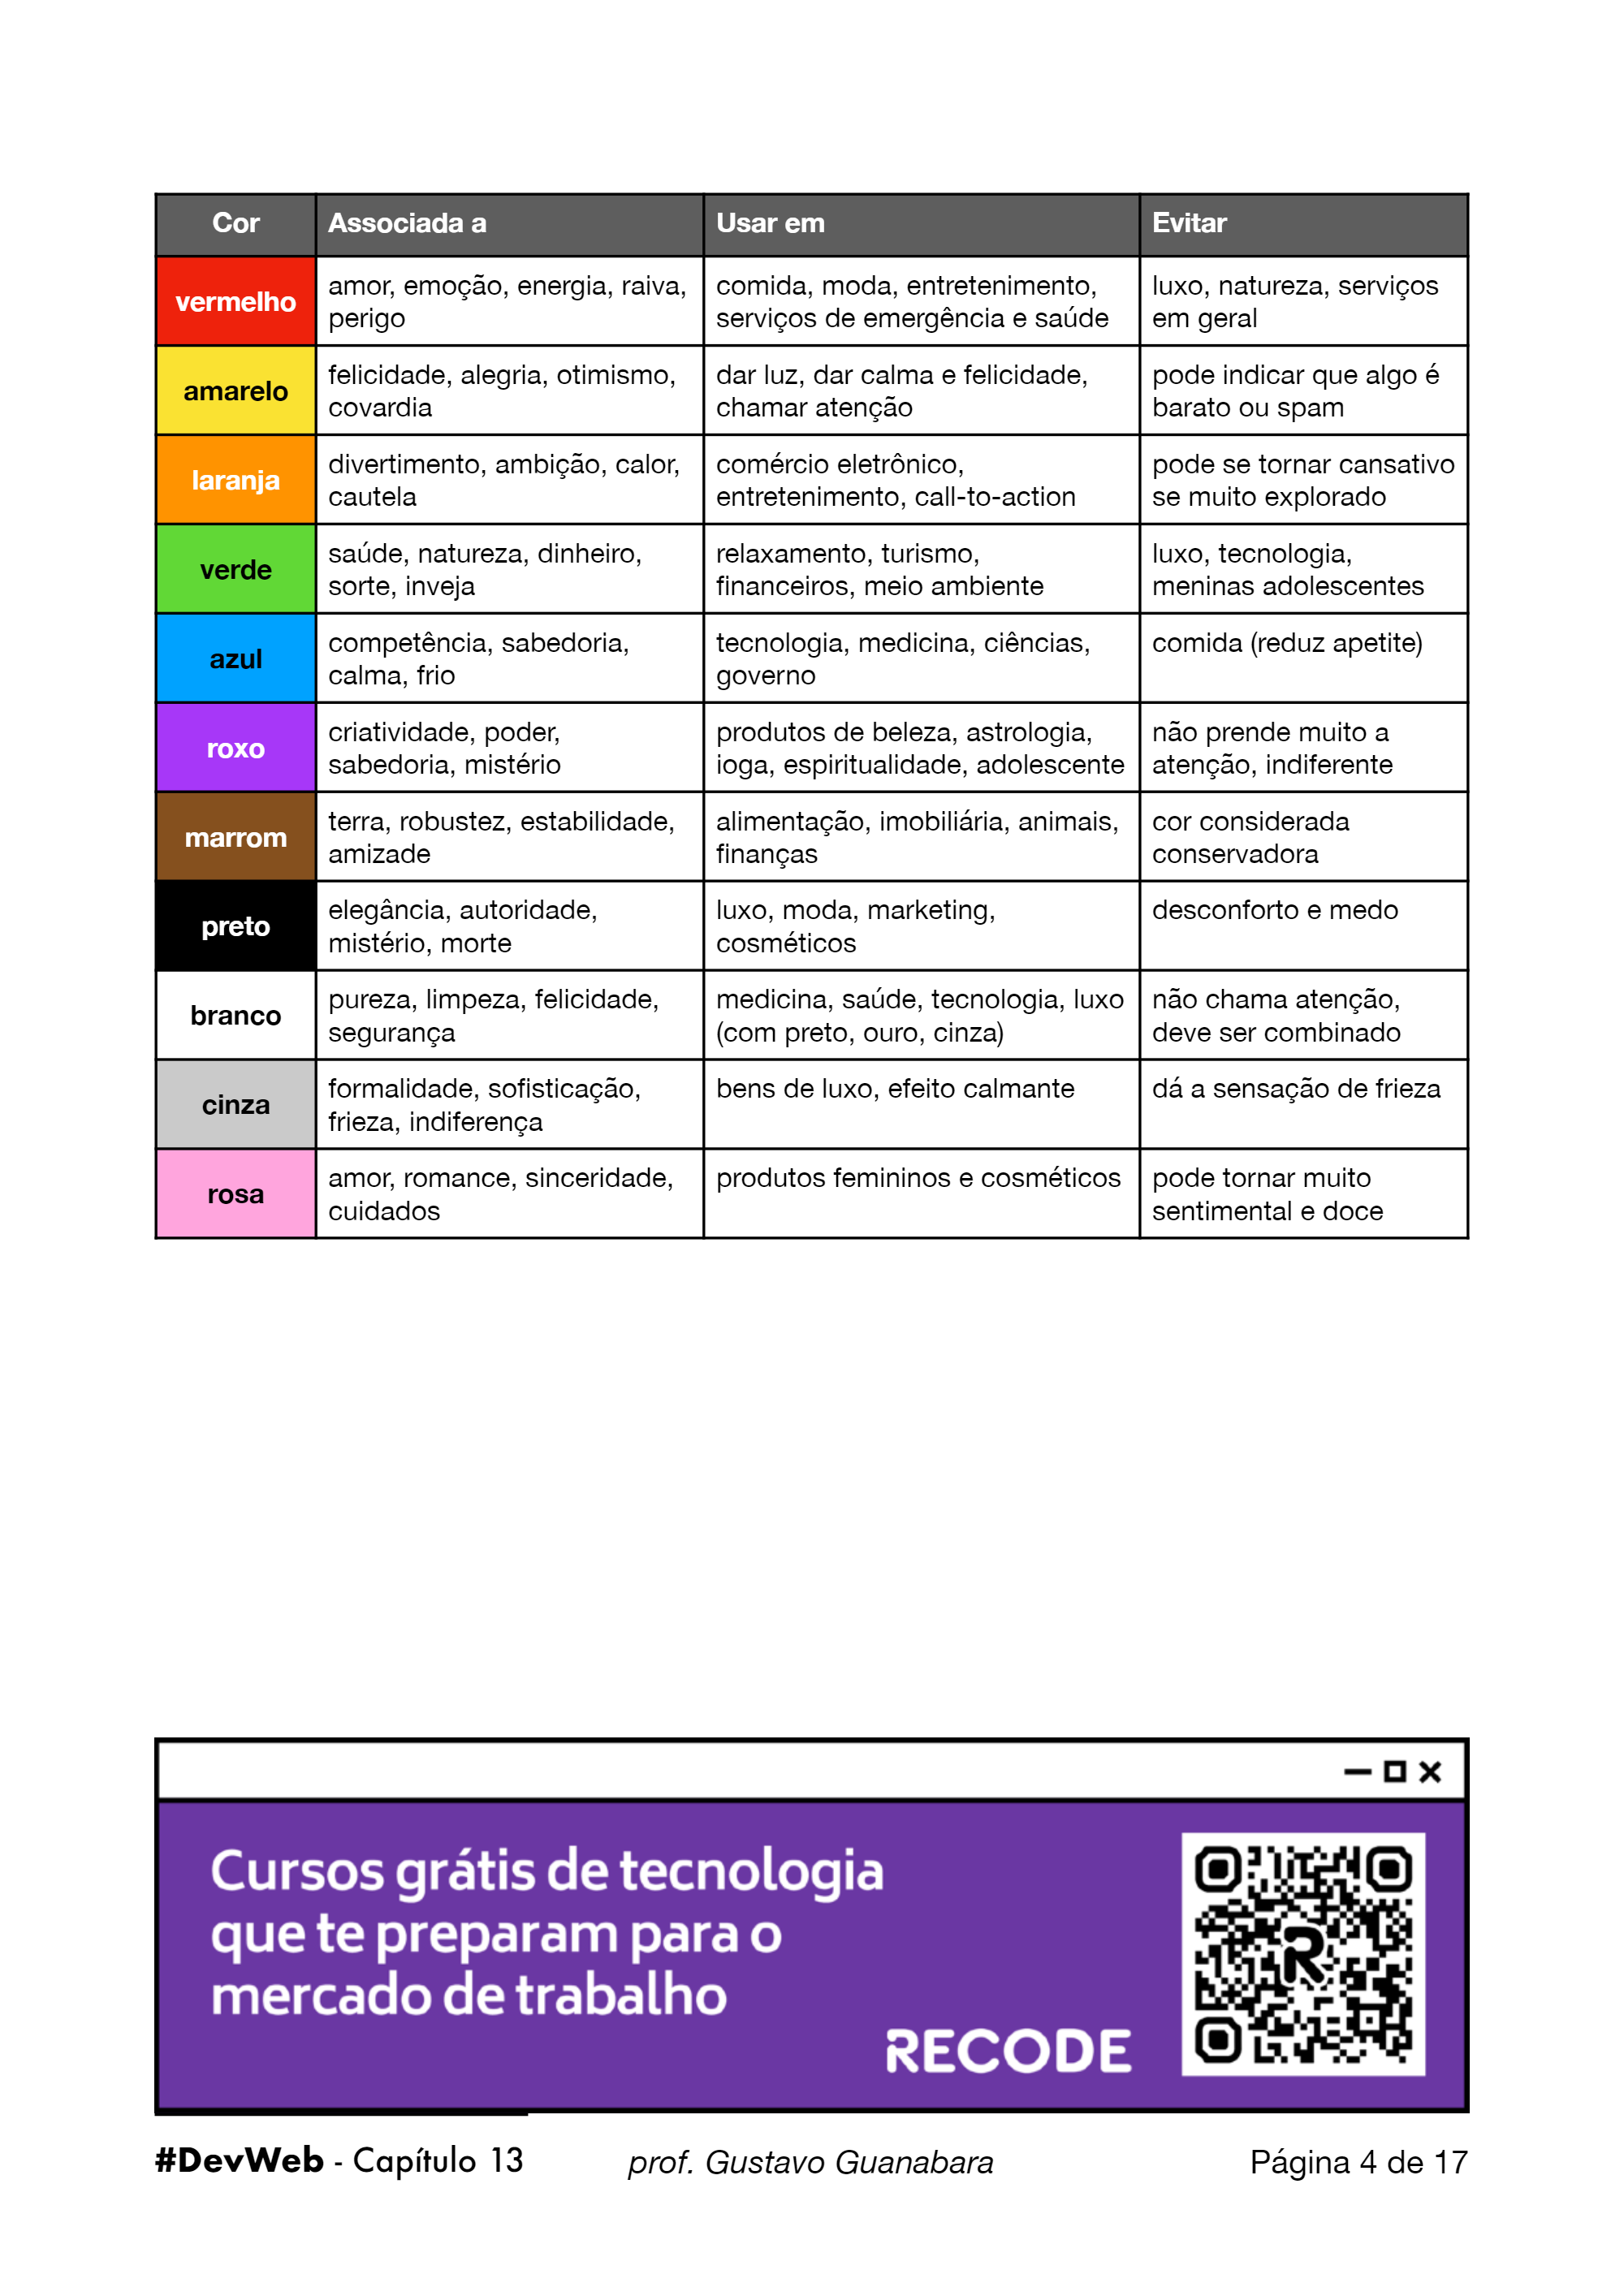 Cor Associada a Usar em Evitar
vermelho amor, emoção, energia, raiva, comida, moda, entretenimento, luxo, natureza, serviços
perigo serviços de emergência e saúde em geral
amarelo felicidade, alegria, otimismo, dar luz, dar calma e felicidade, pode indicar que algo é
covardia chamar atenção barato ou spam
laranja divertimento, ambição, calor, comércio eletrônico, pode se tornar cansativo
cautela entretenimento, call-to-action se muito explorado
verde saúde, natureza, dinheiro, relaxamento, turismo, luxo, tecnologia,
sorte, inveja financeiros, meio ambiente meninas adolescentes
azul competência, sabedoria, tecnologia, medicina, ciências, comida (reduz apetite)
calma, frio governo
roxo criatividade, poder, produtos de beleza, astrologia, não prende muito a
sabedoria, mistério ioga, espiritualidade, adolescente atenção, indiferente
marrom terra, robustez, estabilidade, alimentação, imobiliária, animais, cor considerada
amizade finanças conservadora
preto elegância, autoridade, luxo, moda, marketing, desconforto e medo
mistério, morte cosméticos
branco pureza, limpeza, felicidade, medicina, saúde, tecnologia, luxo não chama atenção,
segurança (com preto, ouro, cinza) deve ser combinado
cinza formalidade, sofisticação, bens de luxo, efeito calmante dá a sensação de frieza
frieza, indiferença
rosa amor, romance, sinceridade, produtos femininos e cosméticos pode tornar muito
cuidados sentimental e doce
Cursos grátis de tecnologia
que te preparam para o
mercado de trabalho
RECODE
#DevWeb - Capítulo 13 prof. Gustavo Guanabara Página 4 de 17